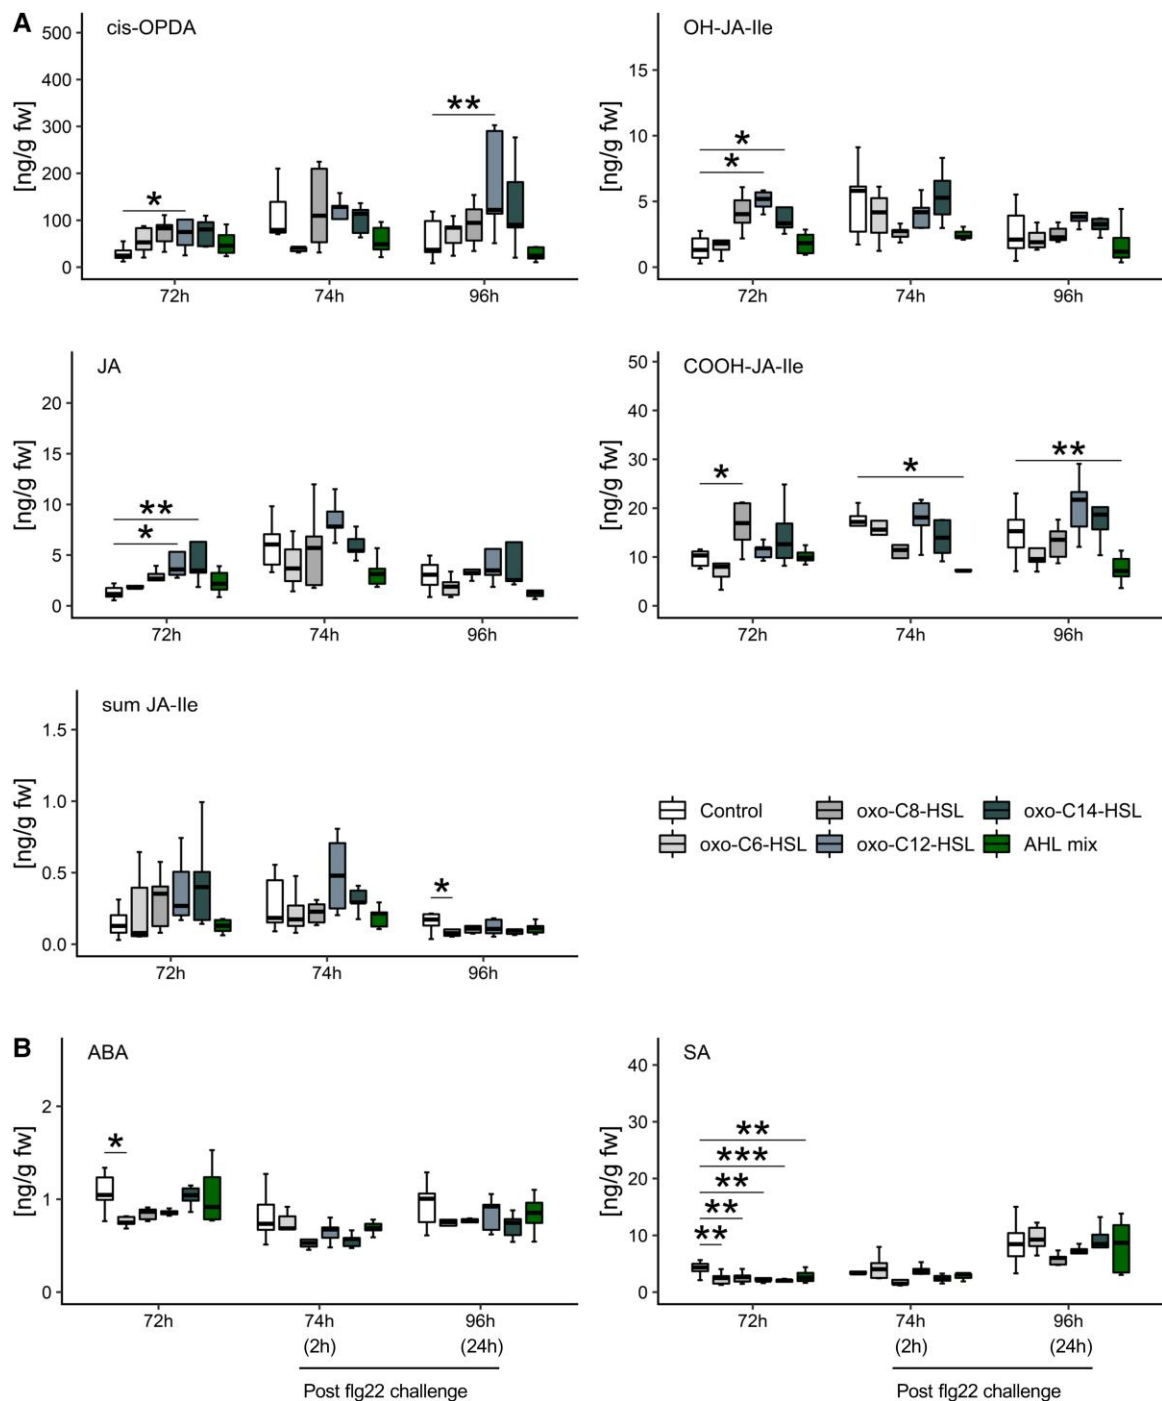 A
cis-OPDA
[ng/g fw]
500
400
300
200
100
0
*
**
72h
74h
96h
OH-JA-Ile
[ng/g fw]
15
10
5
0
*
*
72h
74h
96h
JA
[ng/g fw]
20
15
10
5
0
**
*
72h
74h
96h
COOH-JA-Ile
[ng/g fw]
50
40
30
20
10
0
*
*
**
72h
74h
96h
sum JA-Ile
[ng/g fw]
1.5
1.0
0.5
0.0
*
72h
74h
96h
Control
oxo-C6-HSL
oxo-C8-HSL
oxo-C12-HSL
oxo-C14-HSL
AHL mix
B
ABA
[ng/g fw]
2
1
0
*
72h
74h
(2h)
96h
(24h)
Post flg22 challenge
SA
[ng/g fw]
40
30
20
10
0
**
***
**
**
**
72h
74h
(2h)
96h
(24h)
Post flg22 challenge